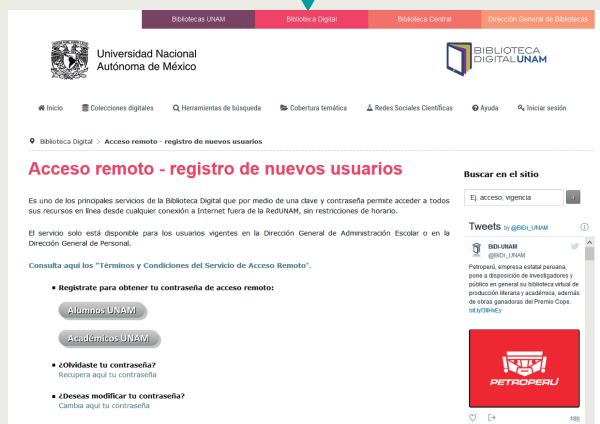 Bibliotecas UNAM
Biblioteca Digital
Biblioteca Central
Dirección General de Bibliotecas
Universidad Nacional
Autónoma de México
BIBLIOTECA
DIGITAL UNAM
Inicio
Colecciones digitales
Herramientas de búsqueda
Cobertura temática
Redes Sociales Científicas
Ayuda
Iniciar sesión
Biblioteca Digital > Acceso remoto - registro de nuevos usuarios
Acceso remoto - registro de nuevos usuarios
Es uno de los principales servicios de la Biblioteca Digital que por medio de una clave y contraseña permite acceder a todos
sus recursos en línea desde cualquier conexión a Internet fuera de la RedUNAM, sin restricciones de horario.
El servicio solo está disponible para los usuarios vigentes en la Dirección General de Administración Escolar o en la
Dirección General de Personal.
Consulta aquí los "Términos y Condiciones del Servicio de Acceso Remoto".
Registrate para obtener tu contraseña de acceso remoto:
Alumnos UNAM
Académicos UNAM
¿Olvidaste tu contraseña?
Recupera aquí tu contraseña
¿Deseas modificar tu contraseña?
Cambia aquí tu contraseña
Buscar en el sitio
Ej. acceso, vigencia
Tweets by @BiDi_UNAM
BiDi-UNAM
@BiDi_UNAM
Petroperú, empresa estatal peruana,
pone a disposición de investigadores y
público en general su biblioteca virtual de
producción literaria y académica, además
de obras ganadoras del Premio Cope.
PETROPERÚ
18h